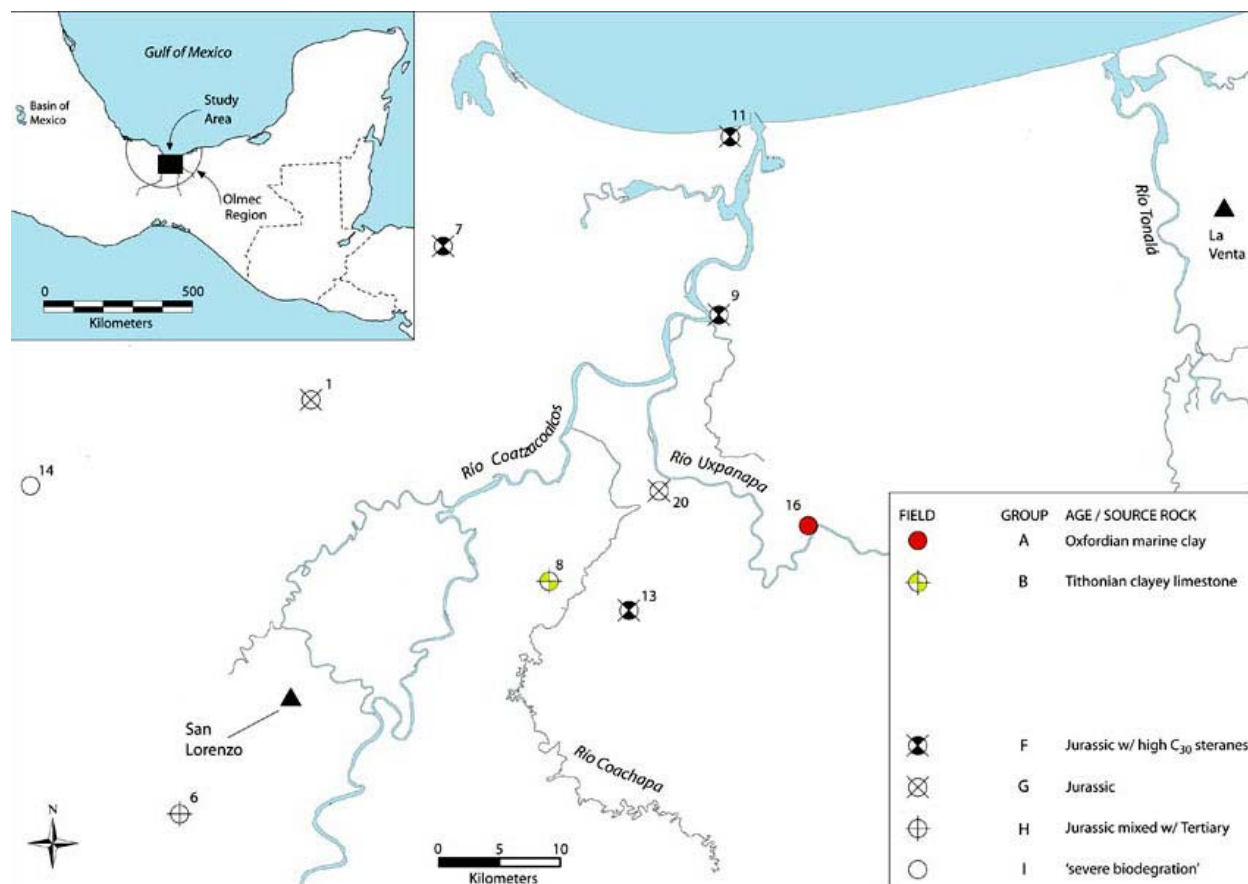 Gulf of Mexico
Basin of
Mexico
Study
Area
Olmec
Region
0 500
Kilometers
11
7
9
1
14
20
16
8
13
6
Río Tonalá
La
Venta
Río Coatzacoalcos
Río Uxpanapa
San
Lorenzo
Río Coachapa
N
0 5 10
Kilometers
FIELD GROUP AGE / SOURCE ROCK
A Oxfordian marine clay
B Tithonian clayey limestone
F Jurassic w/ high C30 steranes
G Jurassic
H Jurassic mixed w/ Tertiary
I 'severe biodegration'